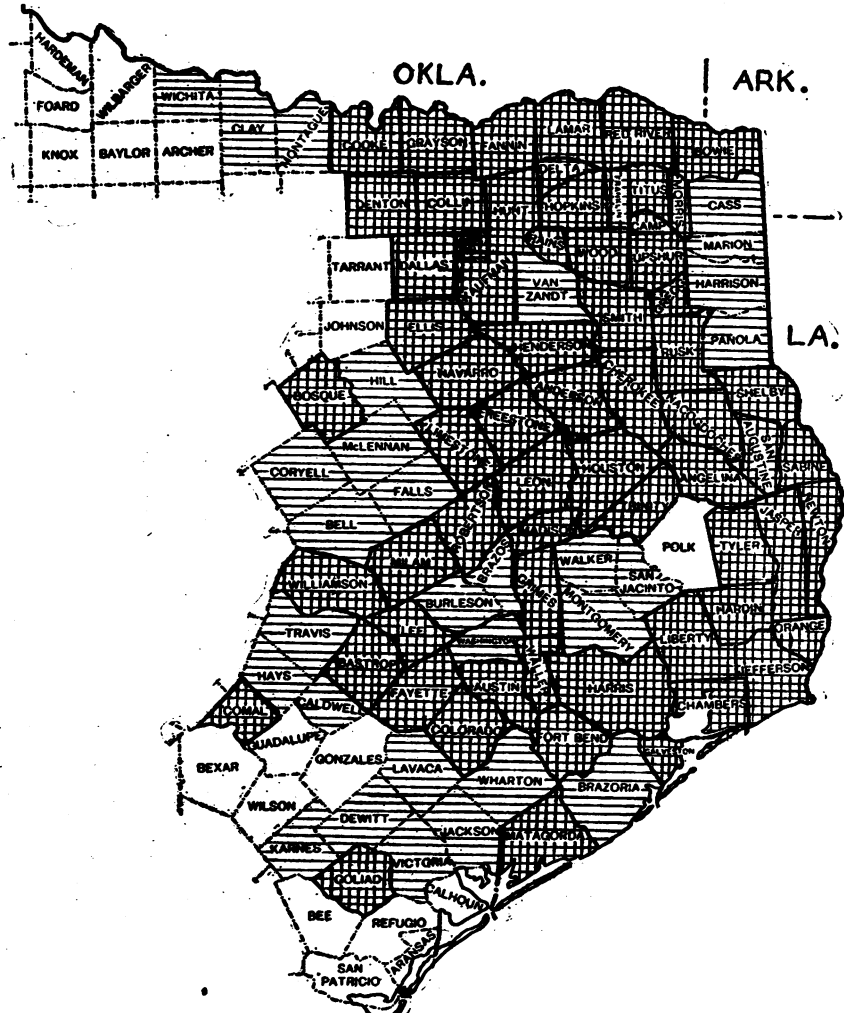 OKLA.
ARK.
LA.
HARDEMAN
WILBARGER
FOARD
WICHITA
CLAY
MONTAGUE
KNOX
BAYLOR
ARCHER
COOKE
GRAYSON
FANNIN
LAMAR
RED RIVER
BOWIE
DELTA
DENTON
COLLIN
HUNT
HOPKINS
FRANKLIN
TITUS
MORRIS
CASS
CAMP
MARION
RAINS
WOOD
UPSHUR
HARRISON
TARRANT
DALLAS
KAUFMAN
VAN
ZANDT
SMITH
GREGG
PANOLA
JOHNSON
ELLIS
HENDERSON
RUSK
HILL
NAVARRO
BOSQUE
ANDERSON
CHEROKEE
SHELBY
NACOGDOCHES
McLENNAN
LIMESTONE
FREESTONE
SAN
AUGUSTINE
SABINE
CORYELL
FALLS
LEON
HOUSTON
ANGELINA
BELL
ROBERTSON
TRINITY
JASPER
NEWTON
MADISON
POLK
TYLER
MILAM
BRAZOS
WALKER
WILLIAMSON
GRIMES
SAN
JACINTO
BURLESON
MONTGOMERY
HARDIN
TRAVIS
LEE
WASHINGTON
LIBERTY
ORANGE
BASTROP
WALLER
JEFFERSON
HAYS
FAYETTE
AUSTIN
HARRIS
CHAMBERS
COMAL
CALDWELL
GUADALUPE
COLORADO
FORT BEND
GALVESTON
BEXAR
GONZALES
LAVACA
WHARTON
BRAZORIA
WILSON
DEWITT
JACKSON
MATAGORDA
KARNES
VICTORIA
GOLIAD
CALHOUN
BEE
REFUGIO
ARANSAS
SAN
PATRICIO